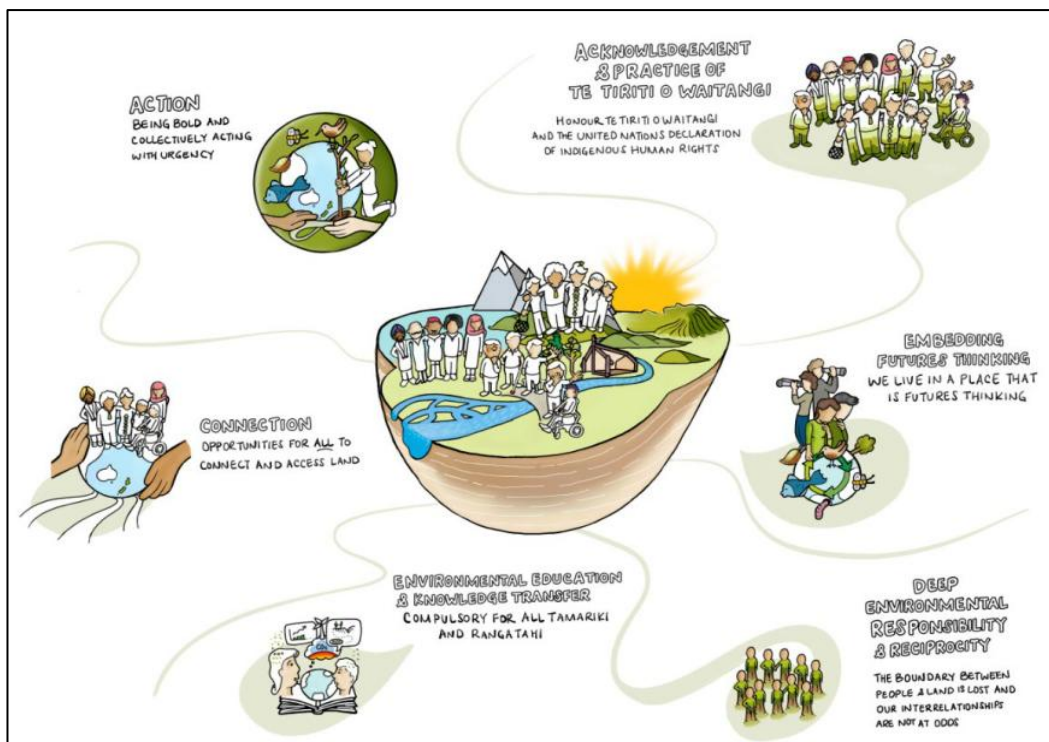 ACTION
BEING BOLD AND
COLLECTIVELY ACTING
WITH URGENCY
ACKNOWLEDGEMENT
& PRACTICE OF
TE TIRITI O WAITANGI
HONOUR TE TIRITI O WAITANGI
AND THE UNITED NATIONS DECLARATION
OF INDIGENOUS HUMAN RIGHTS
EMBEDDING
FUTURES THINKING
WE LIVE IN A PLACE THAT
IS FUTURES THINKING
CONNECTION
OPPORTUNITIES FOR ALL TO
CONNECT AND ACCESS LAND
ENVIRONMENTAL EDUCATION
& KNOWLEDGE TRANSFER
COMPULSORY FOR ALL TAMARIKI
AND RANGATAHI
CO₂
DEEP
ENVIRONMENTAL
RESPONSIBILITY
& RECIPROCITY
THE BOUNDARY BETWEEN
PEOPLE & LAND IS LOST AND
OUR INTERRELATIONSHIPS
ARE NOT AT ODDS